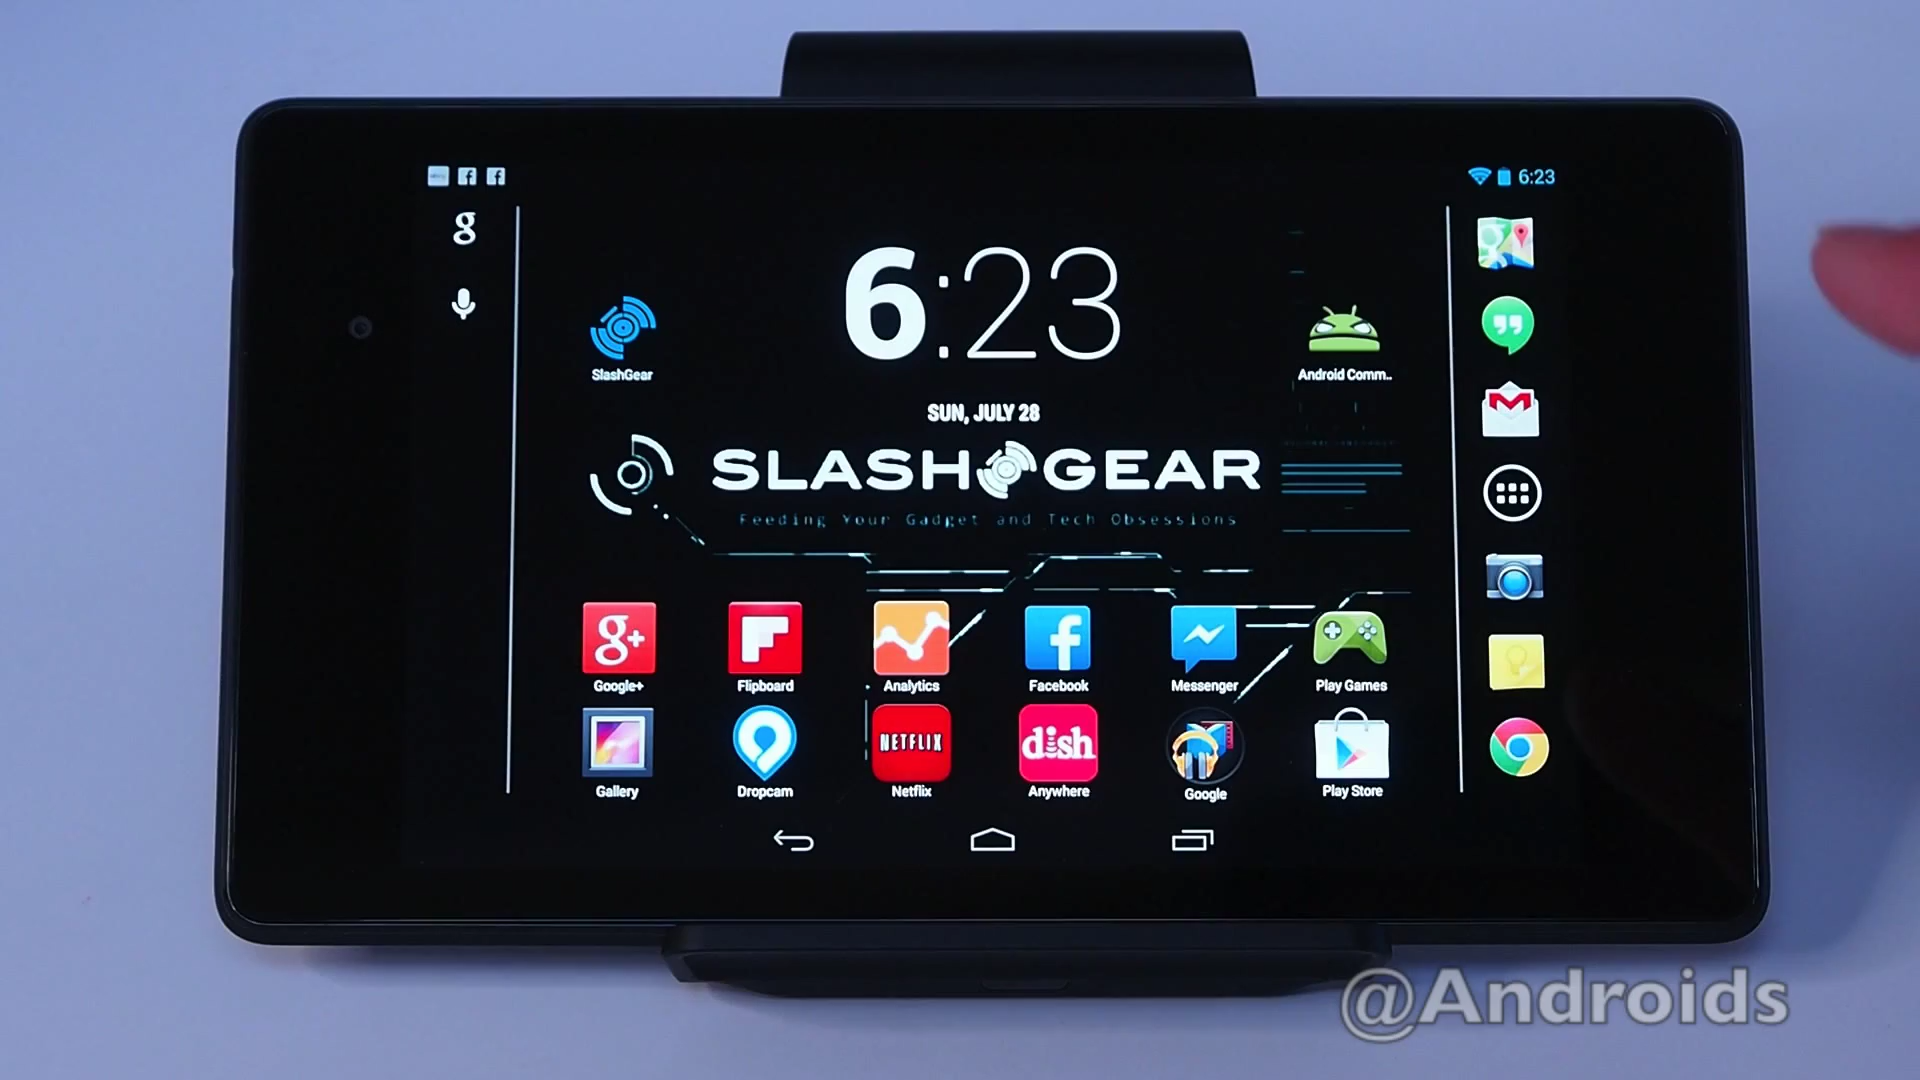 6:23
g
6:23
SlashGear
Android Comm..
SUN, JULY 28
SLASHGEAR
Feeding Your Gadget and Tech Obsessions
g+
Google+
Flipboard
Analytics
Facebook
Messenger
Play Games
NETFLIX
dish
Gallery
Dropcam
Netflix
Anywhere
Google
Play Store
@Androids